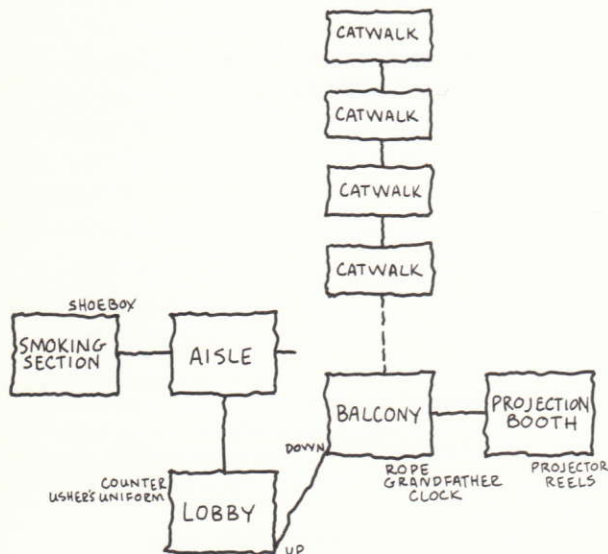 CATWALK
CATWALK
CATWALK
CATWALK
SHOEBOX
SMOKING
SECTION
AISLE
BALCONY
PROJECTION
BOOTH
DOWN
ROPE
GRANDFATHER
CLOCK
PROJECTOR
REELS
COUNTER
USHER'S UNIFORM
LOBBY
UP